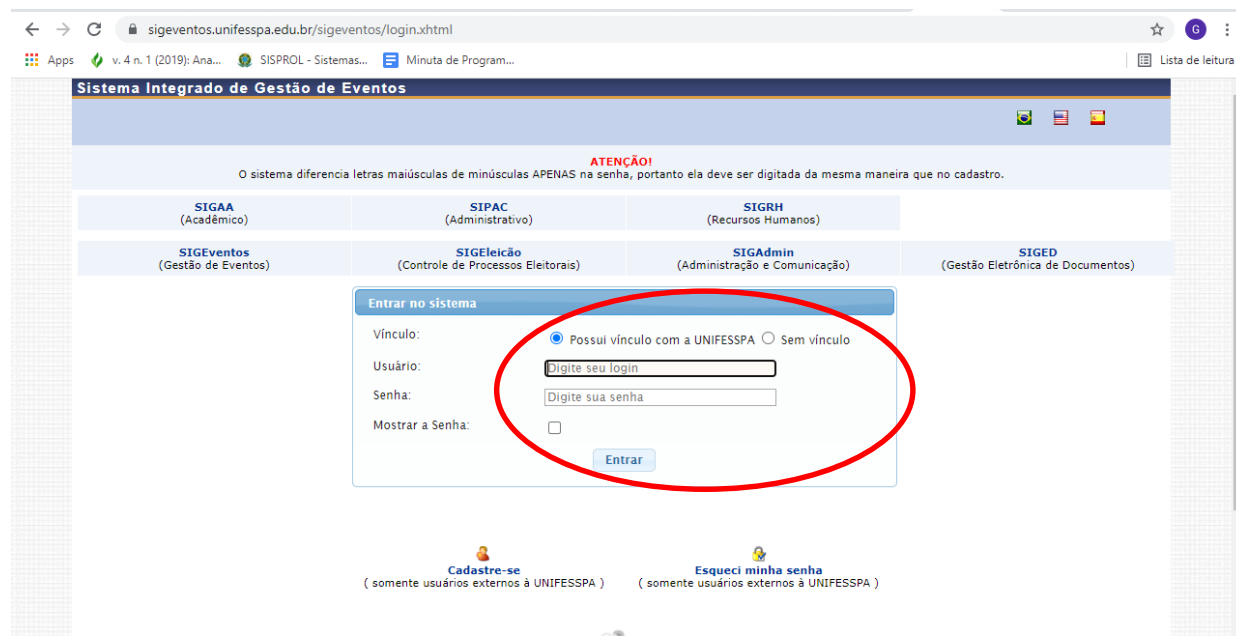 sigeventos.unifesspa.edu.br/sigeventos/login.xhtml
G
Apps
v. 4 n. 1 (2019): Ana...
SISPROL - Sistemas...
Minuta de Program...
Lista de leitura
Sistema Integrado de Gestão de Eventos
ATENÇÃO!
O sistema diferencia letras maiúsculas de minúsculas APENAS na senha, portanto ela deve ser digitada da mesma maneira que no cadastro.
SIGAA SIPAC SIGRH
(Acadêmico) (Administrativo) (Recursos Humanos)
SIGEventos SIGEleicão SIGAdmin SIGED
(Gestão de Eventos) (Controle de Processos Eleitorais) (Administração e Comunicação) (Gestão Eletrônica de Documentos)
Entrar no sistema
Vínculo: Possui vínculo com a UNIFESSPA Sem vínculo
Usuário: Digite seu login
Senha: Digite sua senha
Mostrar a Senha:
Entrar
Cadastre-se Esqueci minha senha
( somente usuários externos à UNIFESSPA ) ( somente usuários externos à UNIFESSPA )